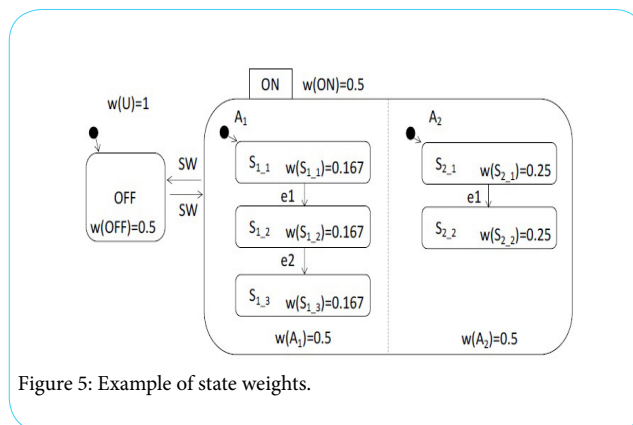 ON w(ON)=0.5
w(U)=1
A1 A2
SW
OFF
w(OFF)=0.5
SW
S1_1 w(S1_1)=0.167
e1
S1_2 w(S1_2)=0.167
e2
S1_3 w(S1_3)=0.167
w(A1)=0.5
S2_1 w(S2_1)=0.25
e1
S2_2 w(S2_2)=0.25
w(A2)=0.5
Figure 5: Example of state weights.